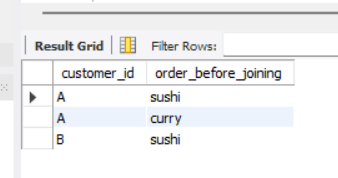 Result Grid Filter Rows:
customer_id order_before_joining
A sushi
A curry
B sushi